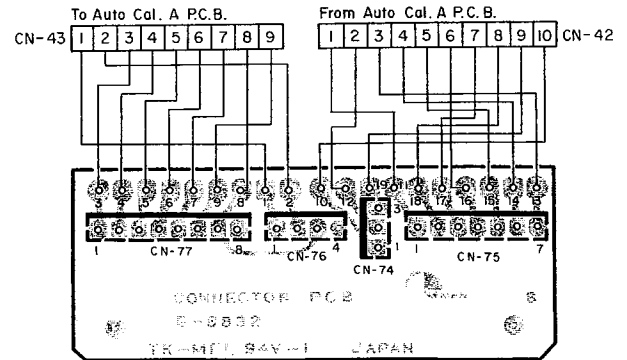 To Auto Cal. A P.C.B. From Auto Cal. A P.C.B.
CN-43 1 2 3 4 5 6 7 8 9 1 2 3 4 5 6 7 8 9 10 CN-42
3 4 5 6 7 9 8 1 2 10 12 19 11 18 17 16 15 14 13
3
1 8 1 4 1 1 7
CN-77 CN-76 CN-74 CN-75
CONNECTOR PCB
JAPAN